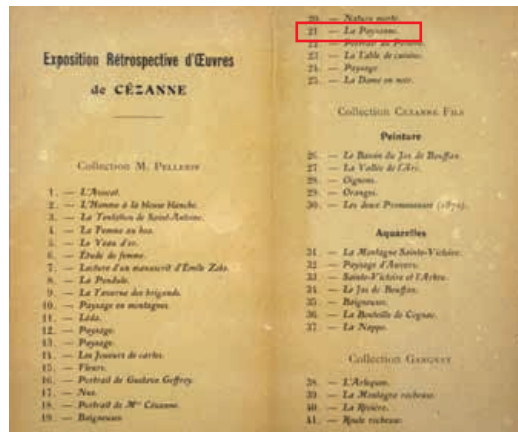 Exposition Rétrospective d'Œuvres
de CÉZANNE
Collection M. PELLERIN
1. — L'Avocat.
2. — L'Homme à la blouse blanche.
3. — La Tentation de Saint-Antoine.
4. — La Femme au boa.
5. — Le Veau d'or.
6. — Étude de femme.
7. — Lecture d'un manuscrit d'Émile Zola.
8. — La Pendule.
9. — La Taverne des brigands.
10. — Paysage en montagnes.
11. — Léda.
12. — Paysage.
13. — Paysage.
14. — Les Joueurs de cartes.
15. — Fleurs.
16. — Portrait de Gustave Geffroy.
17. — Nus.
18. — Portrait de Mme Cézanne.
19. — Baigneuses
20. — Nature morte.
21. — La Paysanne.
22. — Portrait du
23. — La Table de cuisine.
24. — Paysage
25. — La Dame en noir.
Collection CEZANNE FILS
Peinture
26. — Le Bassin du Jas de Bouffan.
27. — La Vallée de l'Arc.
28. — Oignons.
29. — Oranges.
30. — Les deux Promeneuses (1871).
Aquarelles
31. — La Montagne Sainte-Victoire.
32. — Paysage d'Auvers.
33. — Sainte-Victoire et l'Arbre.
34. — Le Jas de Bouffan.
35. — Baigneuses.
36. — La Bouteille de Cognac.
37. — La Nappe.
Collection GANGNAT
38. — L'Arlequin.
39. — La Montagne rocheuse.
40. — La Rivière.
41. — Route rocheuse.